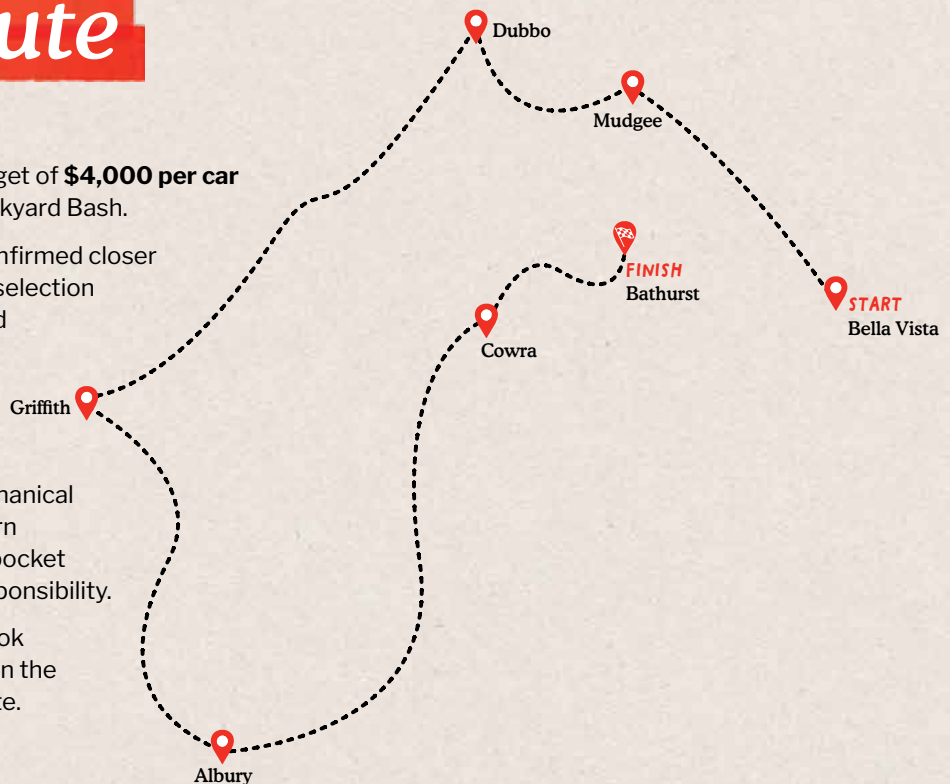 ute
get of $4,000 per car
kyard Bash.
nfirmed closer
selection
d
hanical
rn
pocket
ponsibility.
ok
n the
te.
Dubbo
Mudgee
FINISH
Bathurst
START
Bella Vista
Cowra
Griffith
Albury